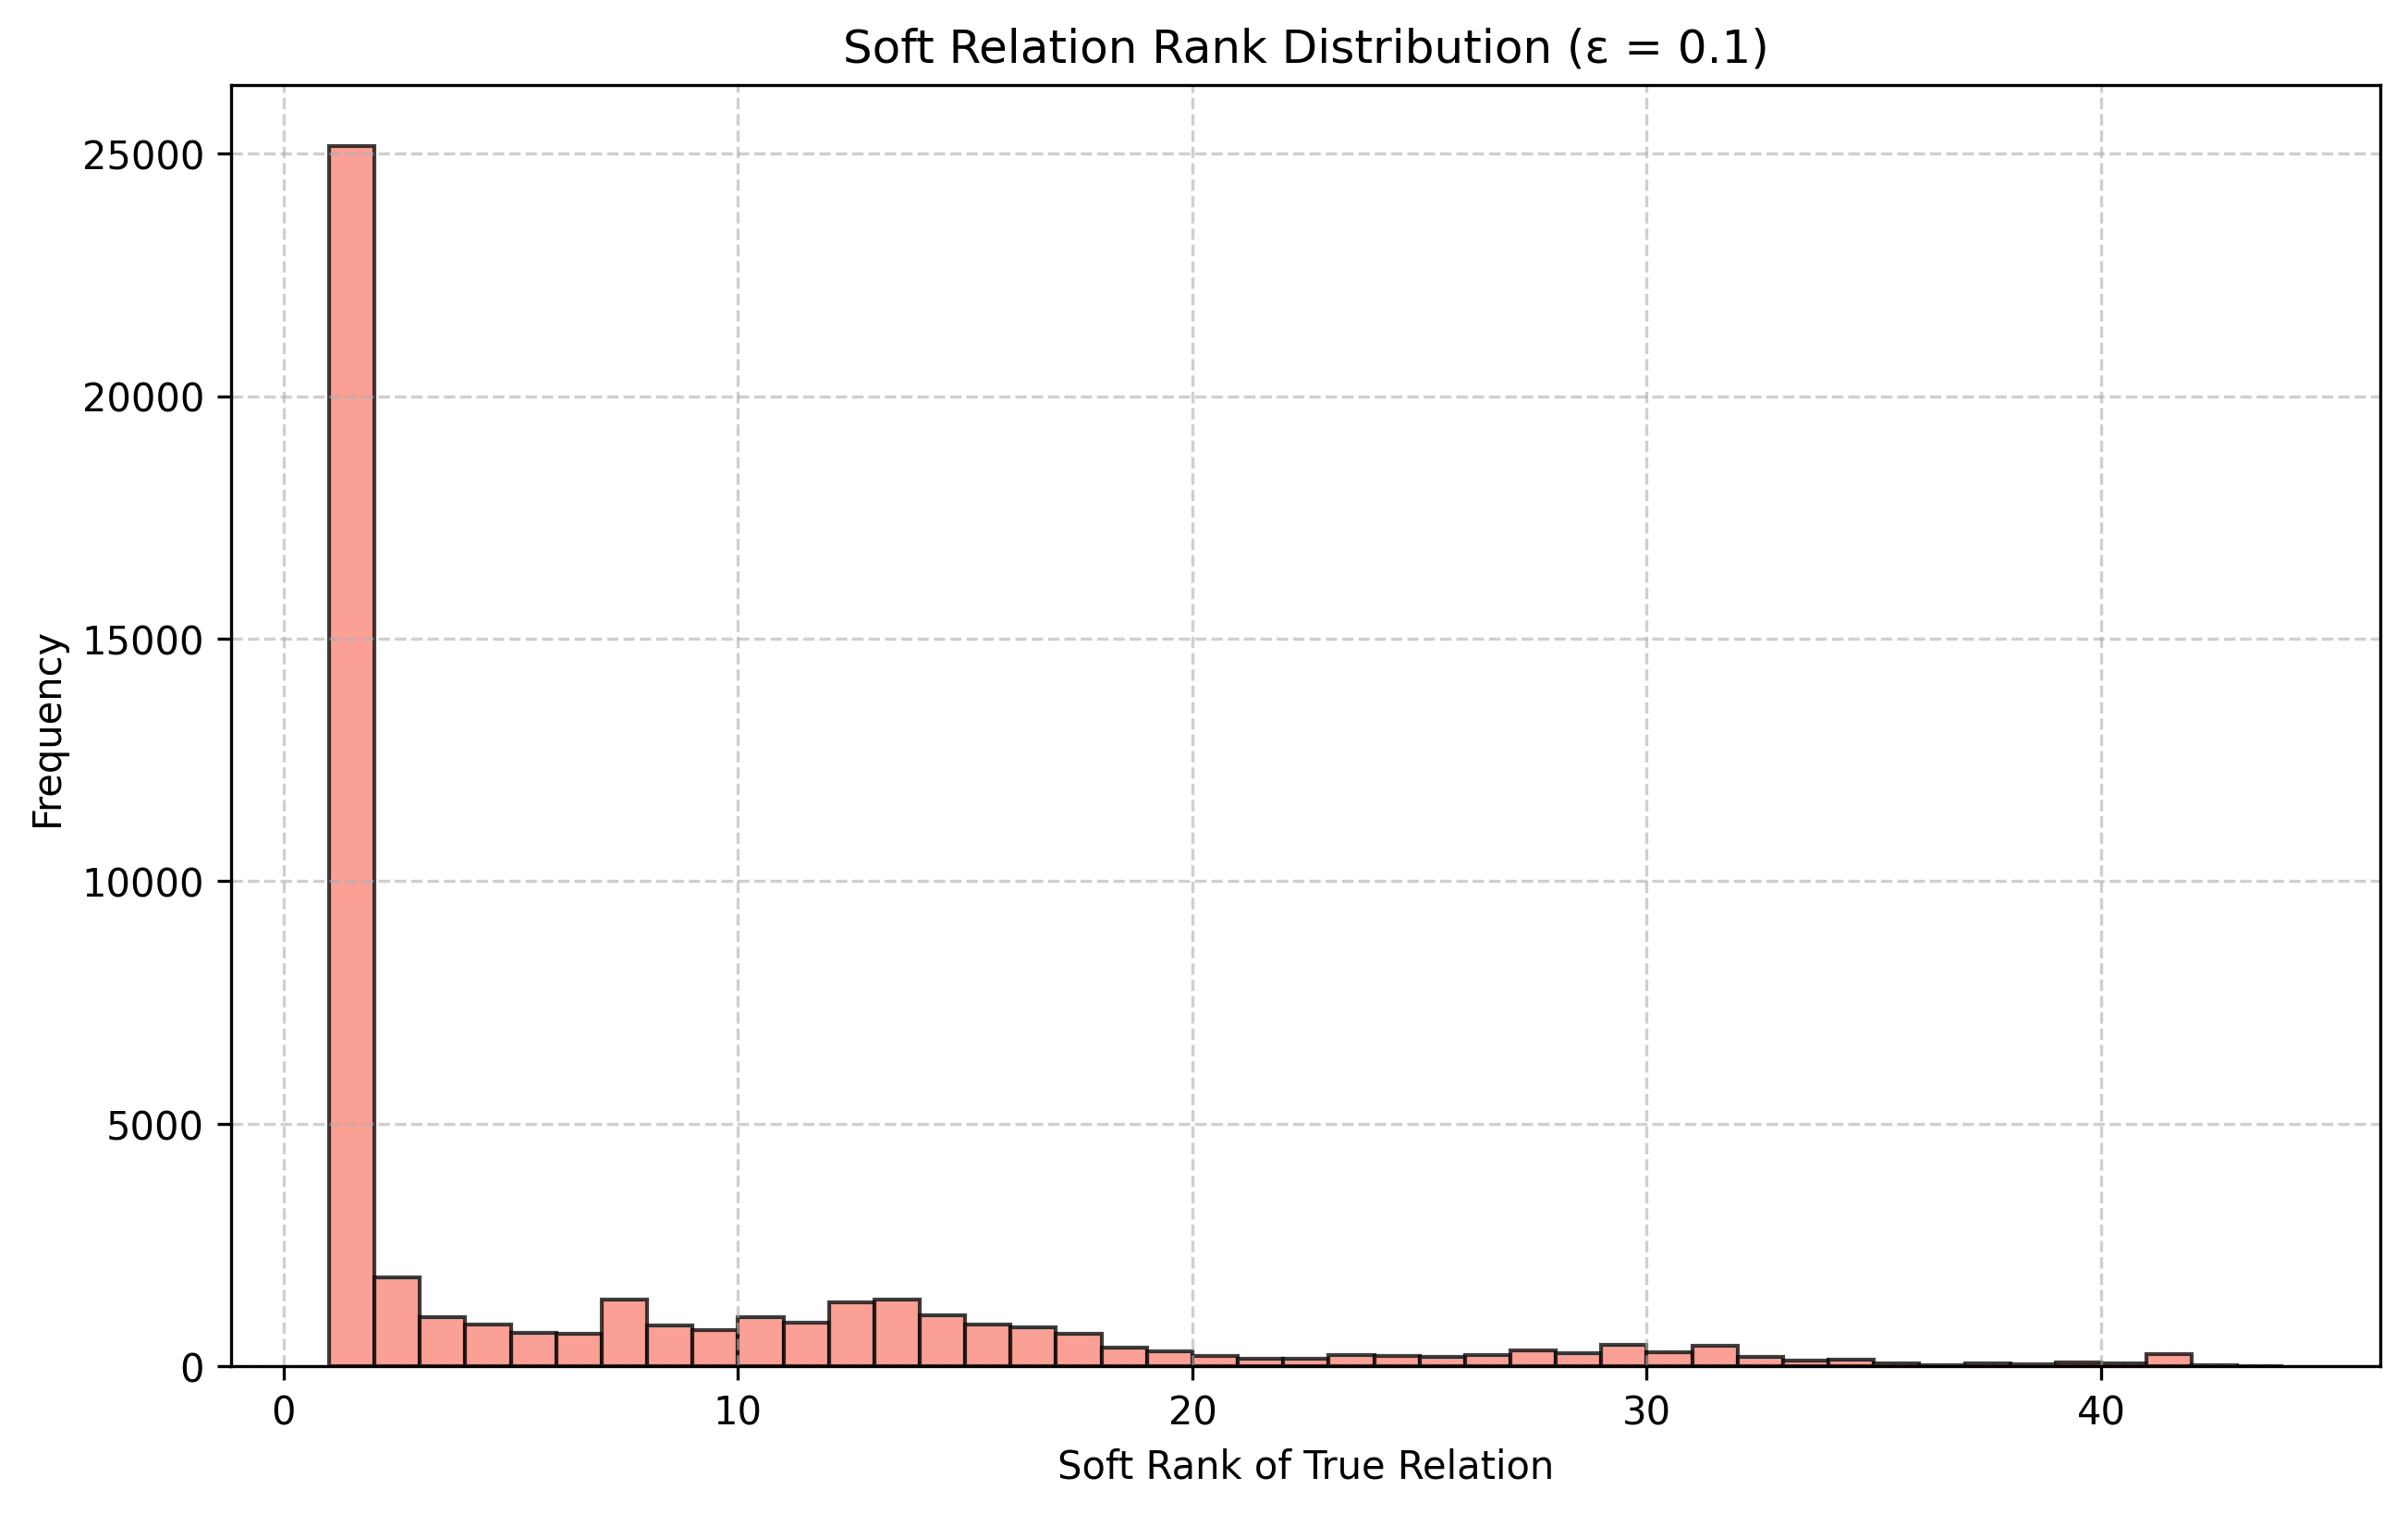 Soft Relation Rank Distribution (ε = 0.1)
25000
20000
15000
10000
5000
0
Frequency
0 10 20 30 40
Soft Rank of True Relation